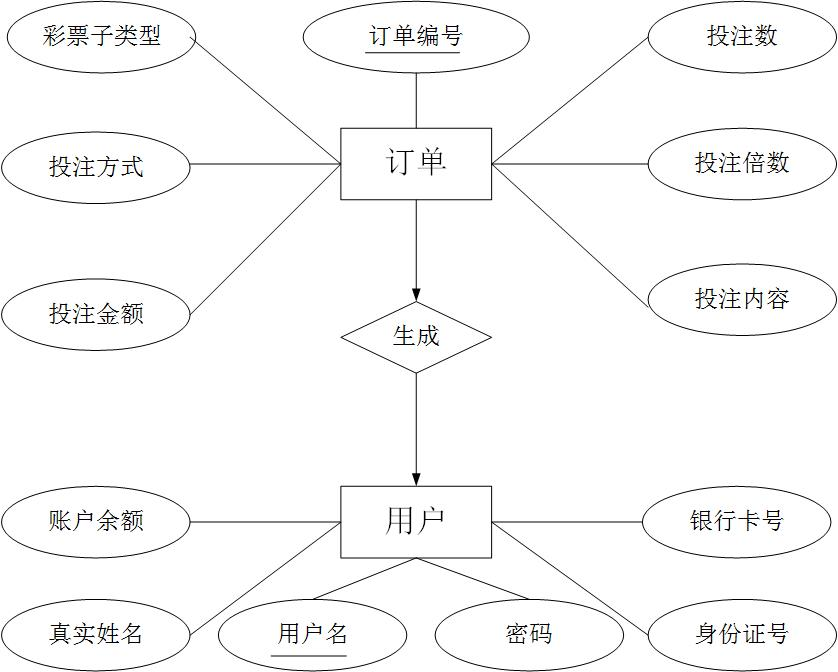 彩票子类型
订单编号
投注数
投注方式
订单
投注倍数
投注金额
投注内容
生成
账户余额
用户
银行卡号
真实姓名
用户名
密码
身份证号